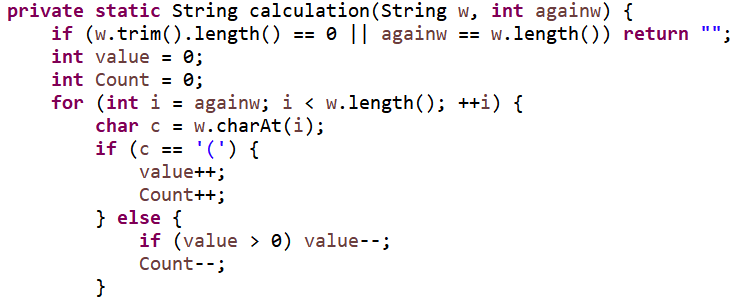 private static String calculation(String w, int againw) {
    if (w.trim().length() == 0 || againw == w.length()) return "";
    int value = 0;
    int Count = 0;
    for (int i = againw; i < w.length(); ++i) {
        char c = w.charAt(i);
        if (c == '(') {
            value++;
            Count++;
        } else {
            if (value > 0) value--;
            Count--;
        }